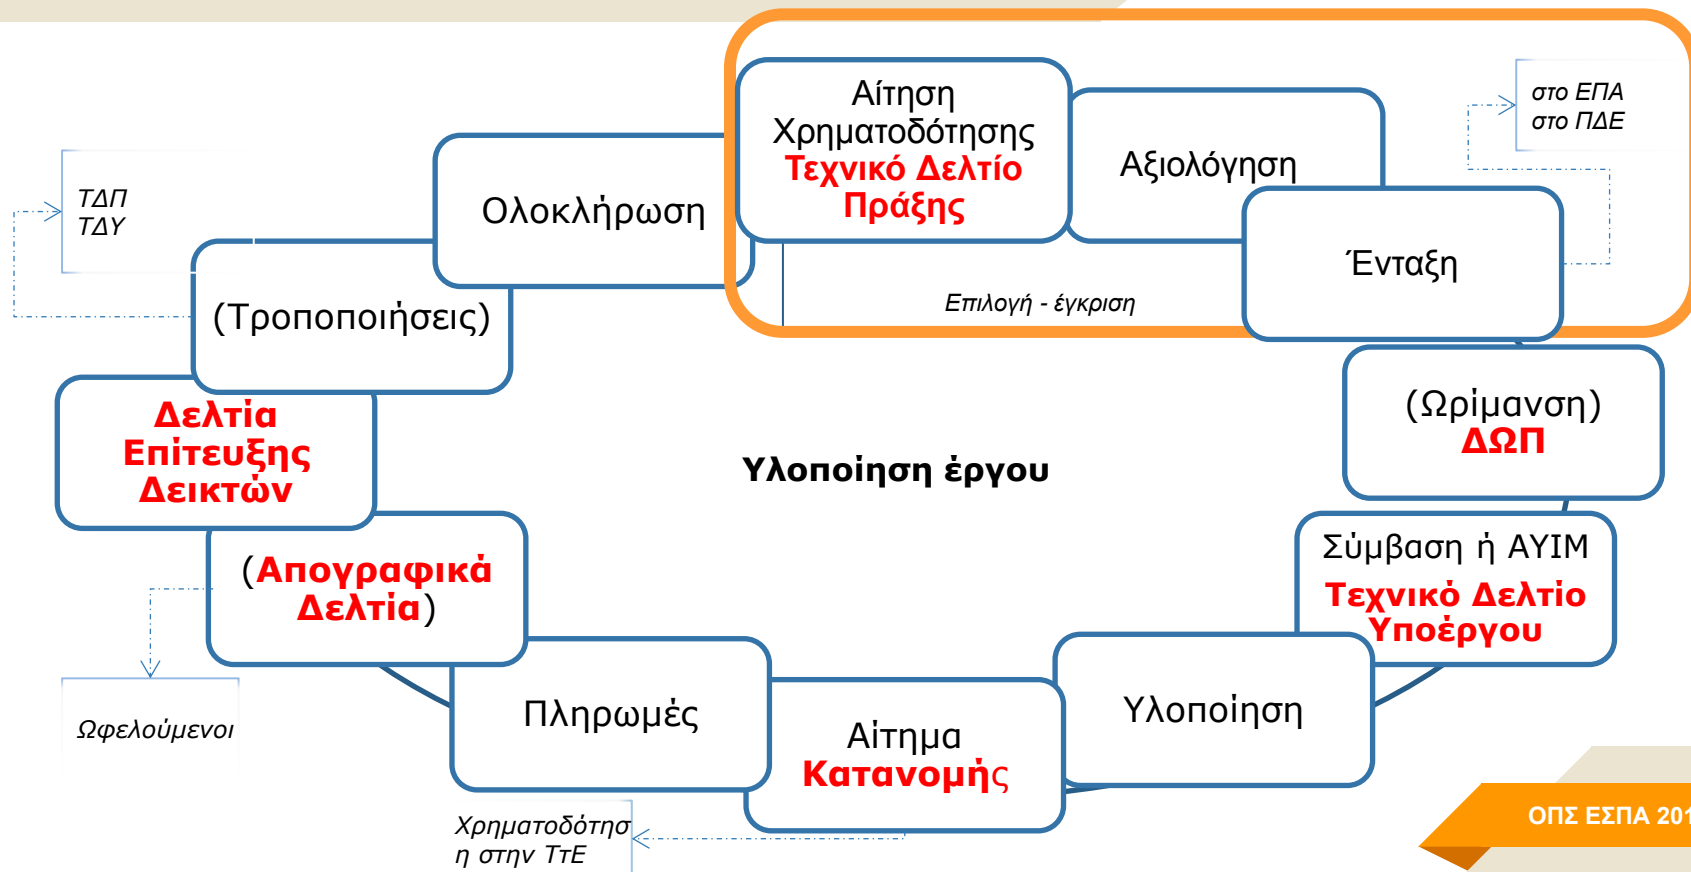 Αίτηση
Χρηματοδότησης
Τεχνικό Δελτίο
Πράξης
Αξιολόγηση
στο ΕΠΑ
στο ΠΔΕ
Ένταξη
Επιλογή - έγκριση
(Ωρίμανση)
ΔΩΠ
Σύμβαση ή ΑΥΙΜ
Τεχνικό Δελτίο
Υποέργου
Υλοποίηση
Αίτημα
Κατανομής
Χρηματοδότησ
η στην ΤτΕ
Πληρωμές
(Απογραφικά
Δελτία)
Ωφελούμενοι
Δελτία
Επίτευξης
Δεικτών
(Τροποποιήσεις)
ΤΔΠ
ΤΔΥ
Ολοκλήρωση
Υλοποίηση έργου
ΟΠΣ ΕΣΠΑ 201